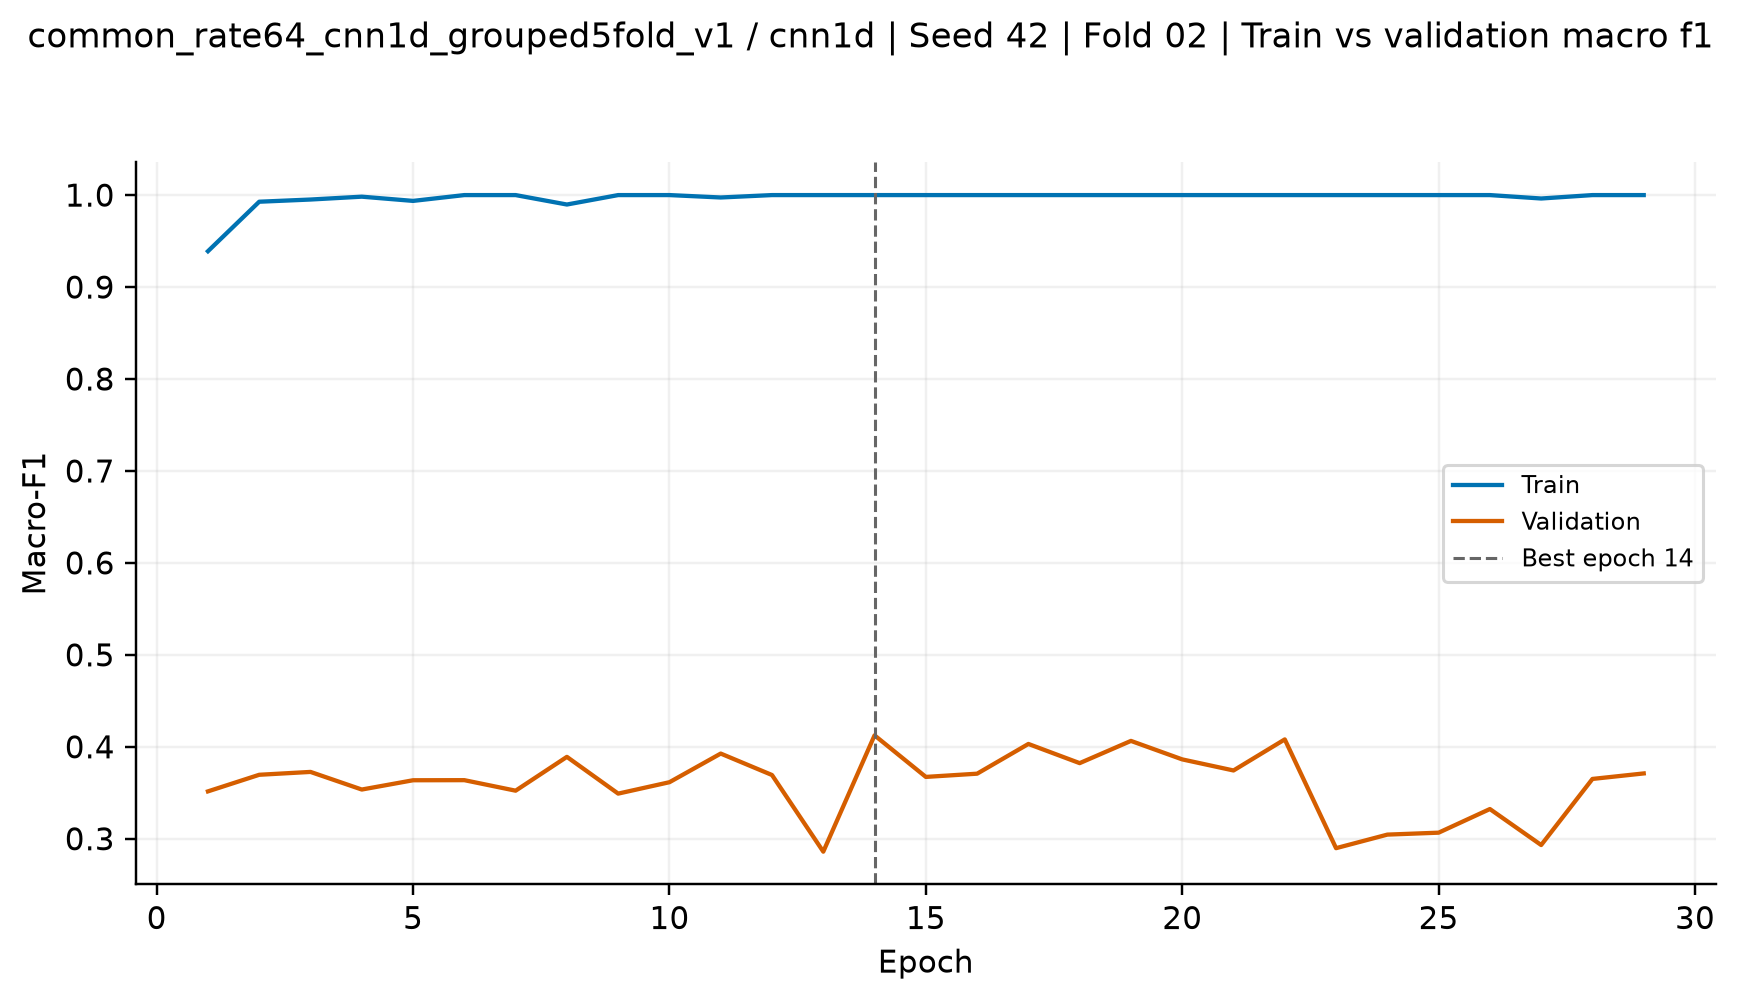 common_rate64_cnn1d_grouped5fold_v1 / cnn1d | Seed 42 | Fold 02 | Train vs validation macro f1
Macro-F1
1.0
0.9
0.8
0.7
0.6
0.5
0.4
0.3
Train
Validation
Best epoch 14
0 5 10 15 20 25 30
Epoch